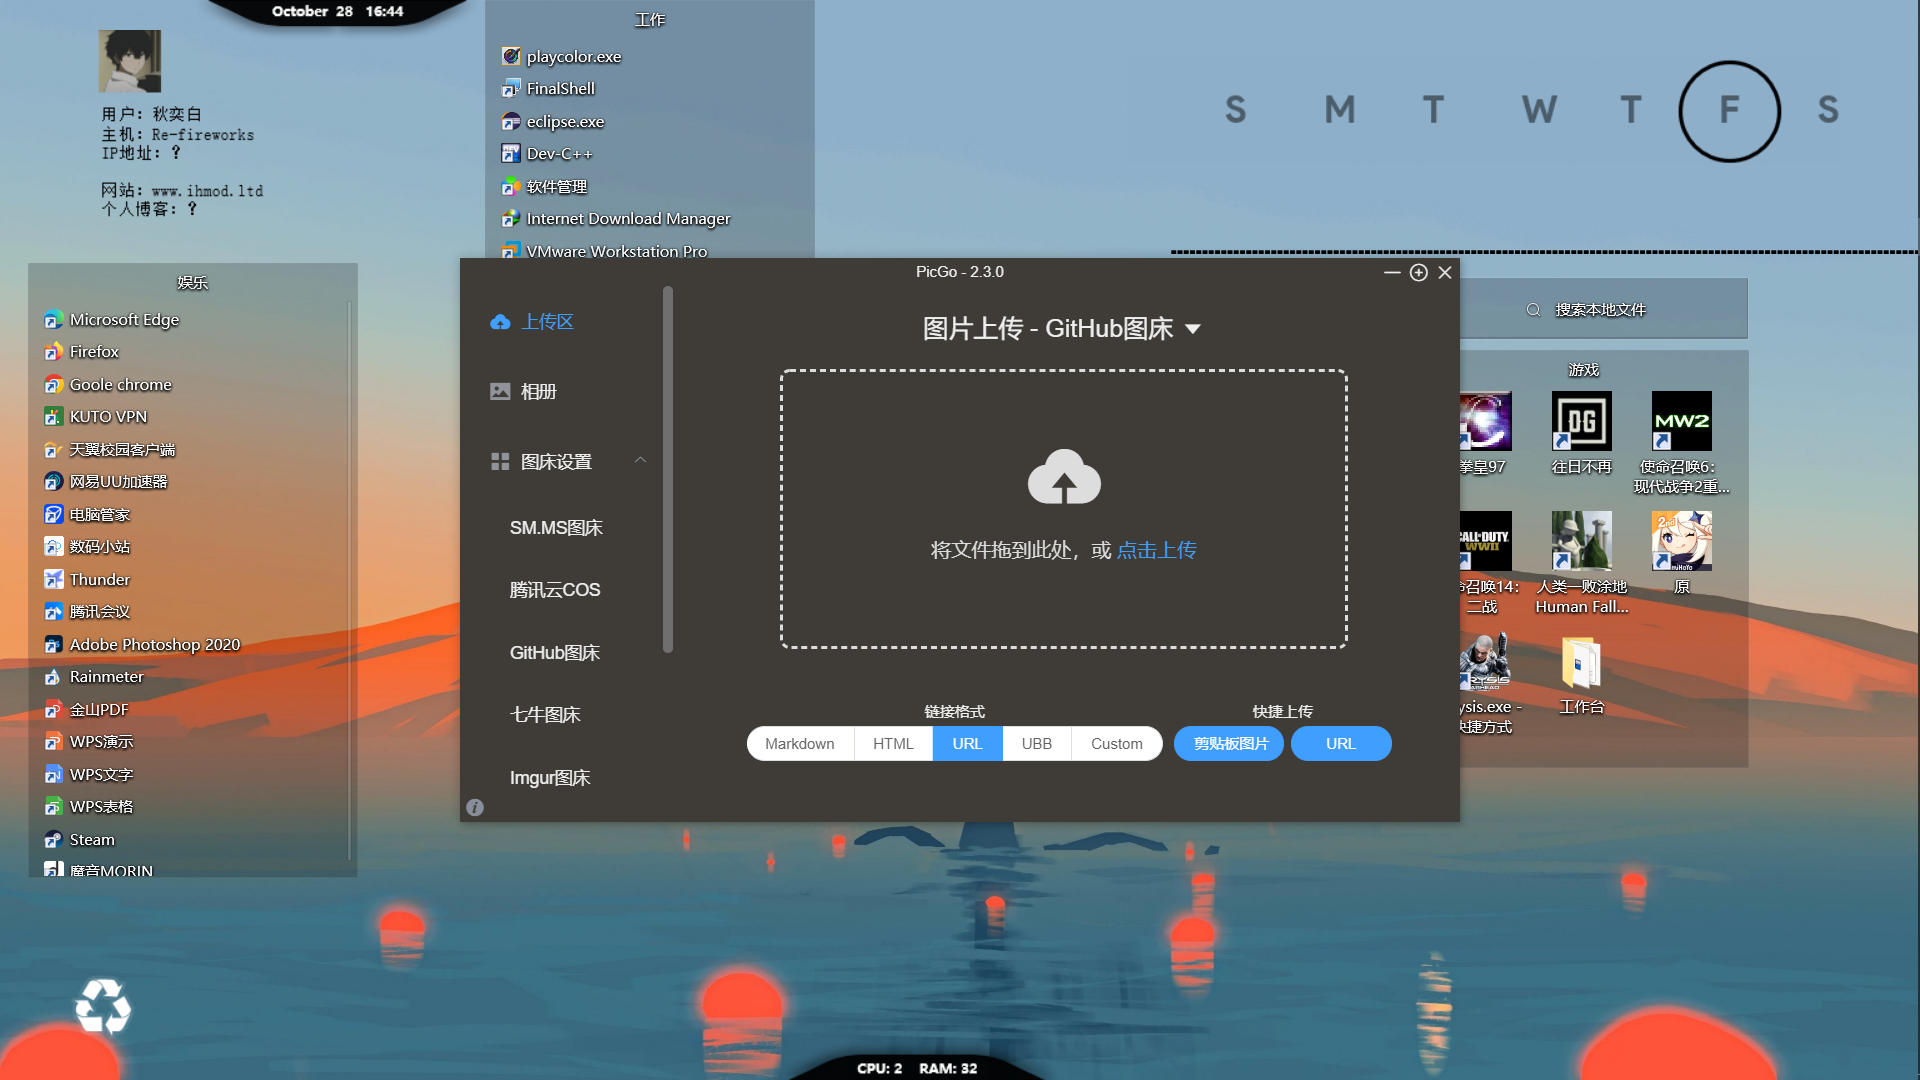 October 28 16:44
用户：秋奕白
主机：Re-fireworks
IP地址：？
网站：www.ihmod.ltd
个人博客：？
工作
playcolor.exe
FinalShell
eclipse.exe
Dev-C++
软件管理
Internet Download Manager
VMware Workstation Pro
S M T W T F S
娱乐
Microsoft Edge
Firefox
Goole chrome
KUTO VPN
天翼校园客户端
网易UU加速器
电脑管家
数码小站
Thunder
腾讯会议
Adobe Photoshop 2020
Rainmeter
金山PDF
WPS演示
WPS文字
WPS表格
Steam
魔音MORIN
PicGo - 2.3.0
上传区
相册
图床设置
SM.MS图床
腾讯云COS
GitHub图床
七牛图床
Imgur图床
图片上传 - GitHub图床
将文件拖到此处，或 点击上传
链接格式
Markdown HTML URL UBB Custom
快捷上传
剪贴板图片 URL
搜索本地文件
游戏
DG
MW2
拳皇97
往日不再
使命召唤6：
现代战争2重...
CALL DUTY
WWII
2nd
miHoYo
命召唤14：
二战
人类一败涂地
Human Fall...
原
RYSIS
ysis.exe -
快捷方式
工作台
CPU: 2 RAM: 32